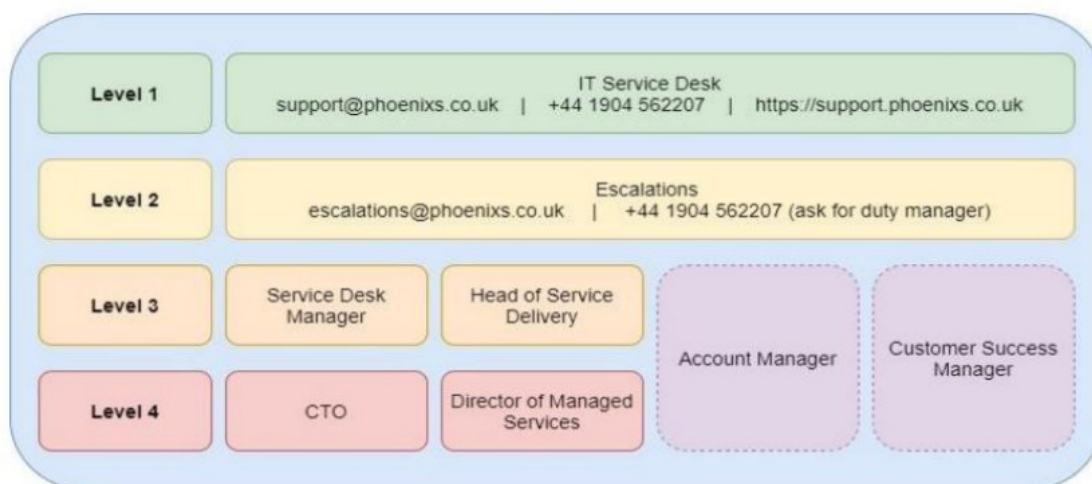 Level 1
IT Service Desk
support@phoenixs.co.uk | +44 1904 562207 | https://support.phoenixs.co.uk
Level 2
Escalations
escalations@phoenixs.co.uk | +44 1904 562207 (ask for duty manager)
Level 3
Service Desk
Manager
Head of Service
Delivery
Account Manager
Customer Success
Manager
Level 4
CTO
Director of Managed
Services